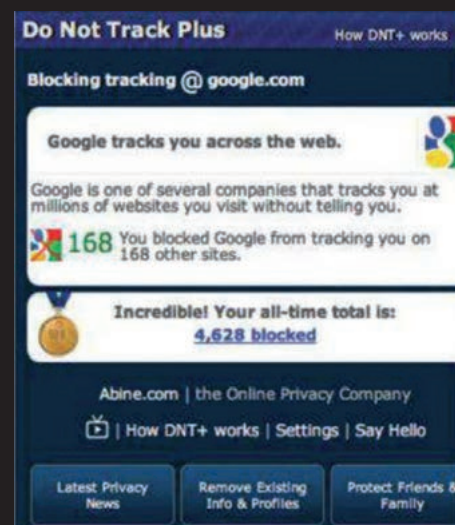 Do Not Track Plus How DNT+ works
Blocking tracking @ google.com
Google tracks you across the web.
Google is one of several companies that tracks you at
millions of websites you visit without telling you.
168 You blocked Google from tracking you on
168 other sites.
Incredible! Your all-time total is:
4,628 blocked
Abine.com | the Online Privacy Company
| How DNT+ works | Settings | Say Hello
Latest Privacy
News
Remove Existing
Info & Profiles
Protect Friends &
Family